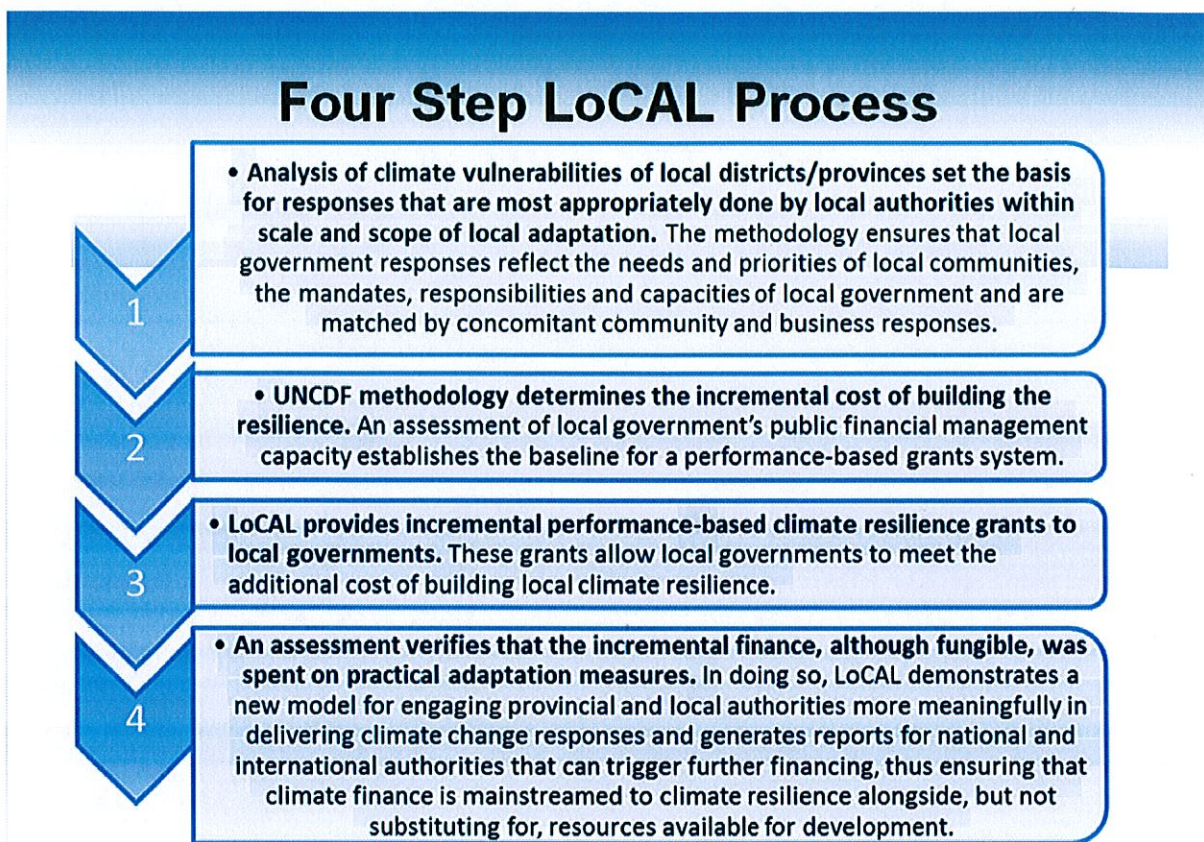 Four Step LoCAL Process
• Analysis of climate vulnerabilities of local districts/provinces set the basis
for responses that are most appropriately done by local authorities within
scale and scope of local adaptation. The methodology ensures that local
government responses reflect the needs and priorities of local communities,
the mandates, responsibilities and capacities of local government and are
matched by concomitant community and business responses.
1
• UNCDF methodology determines the incremental cost of building the
resilience. An assessment of local government's public financial management
capacity establishes the baseline for a performance-based grants system.
2
• LoCAL provides incremental performance-based climate resilience grants to
local governments. These grants allow local governments to meet the
additional cost of building local climate resilience.
3
• An assessment verifies that the incremental finance, although fungible, was
spent on practical adaptation measures. In doing so, LoCAL demonstrates a
new model for engaging provincial and local authorities more meaningfully in
delivering climate change responses and generates reports for national and
international authorities that can trigger further financing, thus ensuring that
climate finance is mainstreamed to climate resilience alongside, but not
substituting for, resources available for development.
4